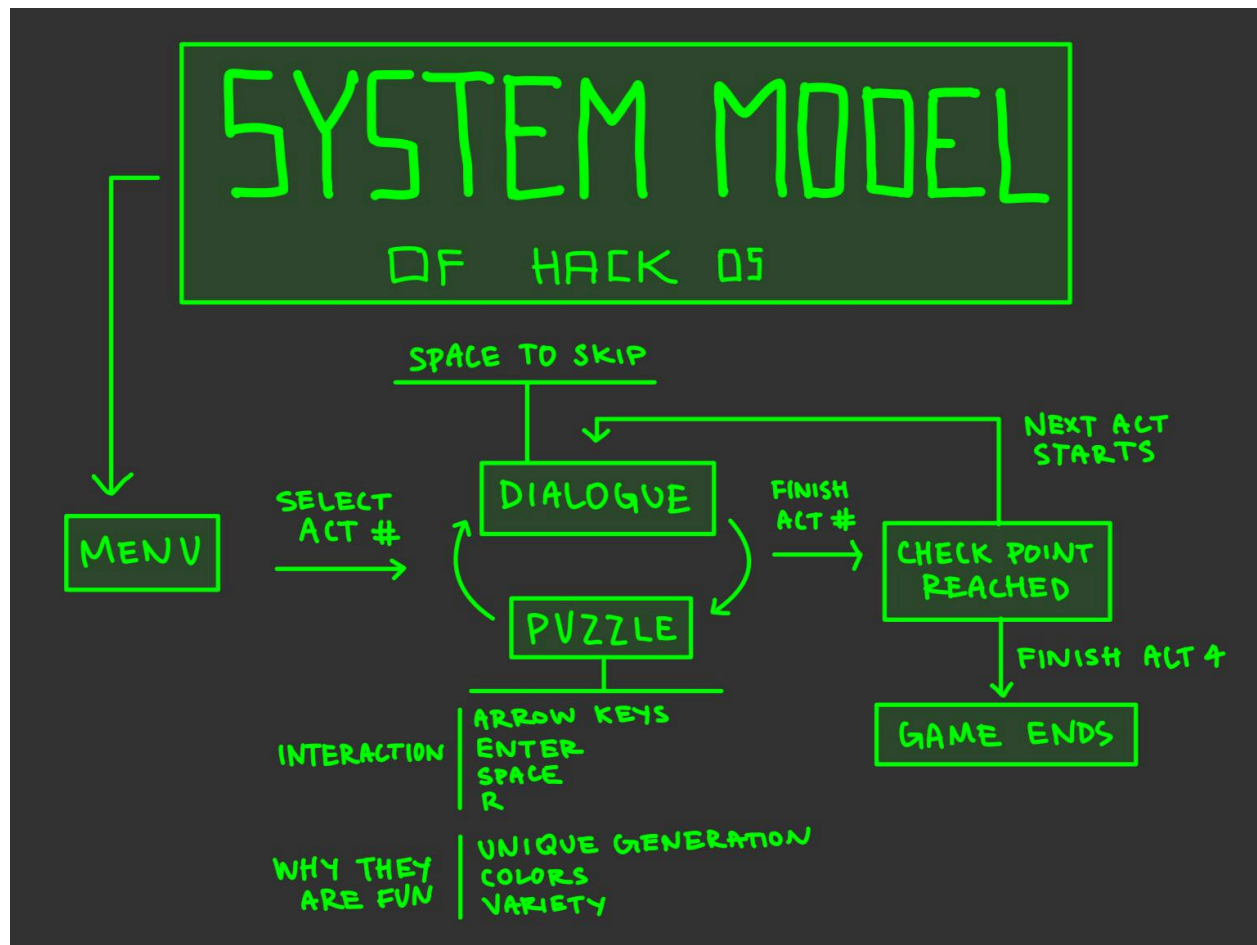 SYSTEM MODEL
OF HACK OS
SPACE TO SKIP
NEXT ACT
STARTS
DIALOGUE
SELECT
ACT #
FINISH
ACT #
MENU
CHECK POINT
REACHED
PUZZLE
FINISH ACT 4
GAME ENDS
INTERACTION
ARROW KEYS
ENTER
SPACE
R
WHY THEY
ARE FUN
UNIQUE GENERATION
COLORS
VARIETY